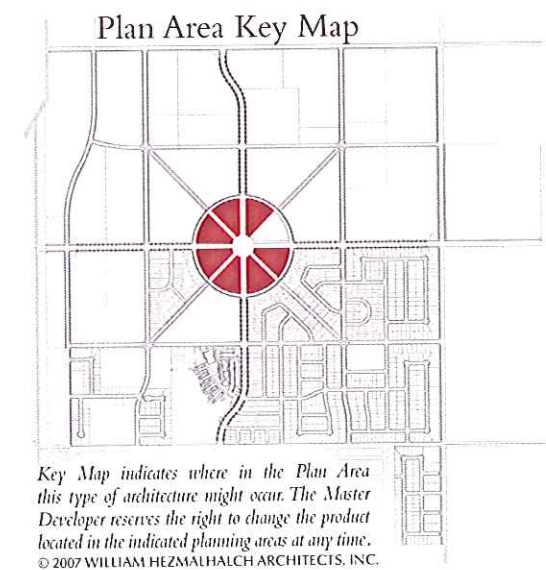 Plan Area Key Map
Key Map indicates where in the Plan Area
this type of architecture might occur. The Master
Developer reserves the right to change the product
located in the indicated planning areas at any time.
© 2007 WILLIAM HEZMALHALCH ARCHITECTS, INC.